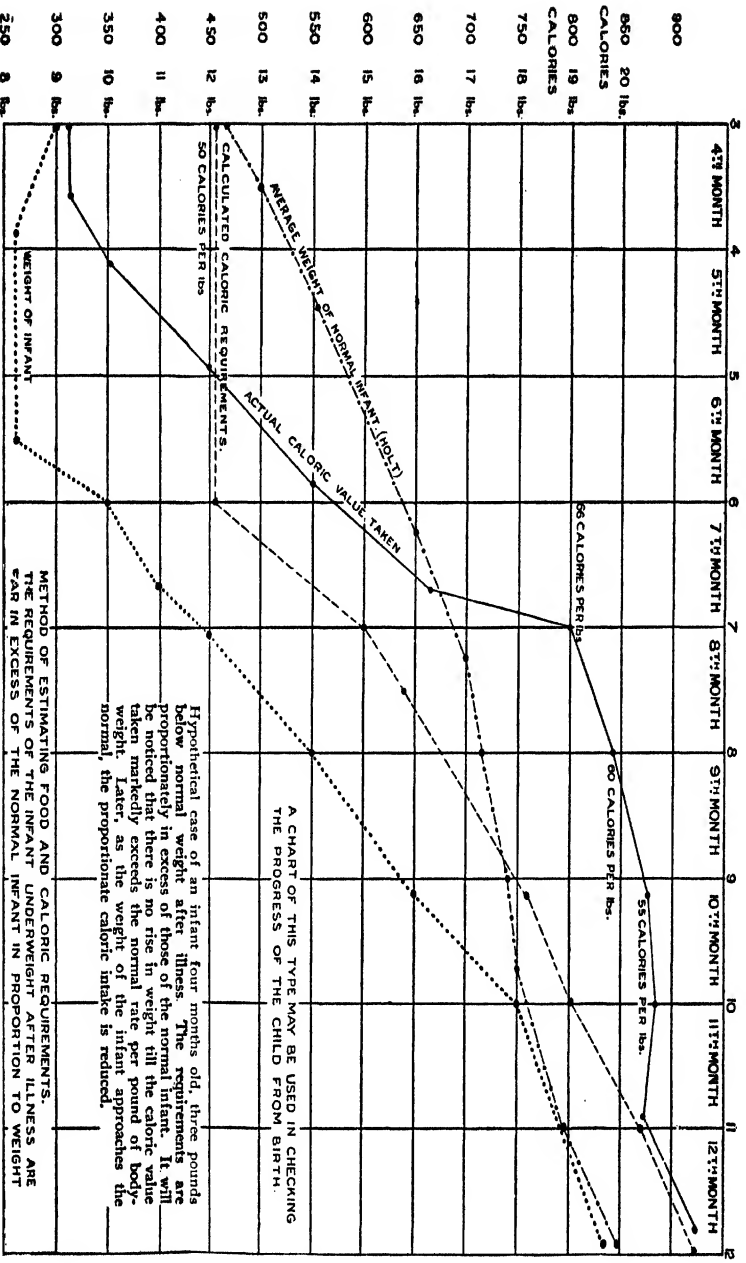 3 5 6 7 8 9 10 11 12
4TH MONTH 5TH MONTH 6TH MONTH 7TH MONTH 8TH MONTH 9TH MONTH 10TH MONTH 11TH MONTH 12TH MONTH
900
CALORIES 850 20 lbs.
CALORIES 800 19 lbs
750 18 lbs.
700 17 lbs.
650 16 lbs.
600 15 lbs.
550 14 lbs.
500 13 lbs.
450 12 lbs.
400 11 lbs.
350 10 lbs.
300 9 lbs.
250 8 lbs.
55 CALORIES PER lbs.
60 CALORIES PER lbs.
66 CALORIES PER lbs
AVERAGE WEIGHT OF NORMAL INFANT (HOLT)
ACTUAL CALORIC VALUE TAKEN
CALCULATED CALORIC REQUIREMENTS.
50 CALORIES PER lbs
WEIGHT OF INFANT
A CHART OF THIS TYPE MAY BE USED IN CHECKING
THE PROGRESS OF THE CHILD FROM BIRTH.
Hypothetical case of an infant four months old, three pounds
below normal weight after illness. The requirements are
proportionately in excess of those of the normal infant. It will
be noticed that there is no rise in weight till the caloric value
taken markedly exceeds the normal rate per pound of body-
weight. Later, as the weight of the infant approaches the
normal, the proportionate caloric intake is reduced.
METHOD OF ESTIMATING FOOD AND CALORIC REQUIREMENTS.
THE REQUIREMENTS OF THE INFANT UNDERWEIGHT AFTER ILLNESS ARE
FAR IN EXCESS OF THE NORMAL INFANT IN PROPORTION TO WEIGHT